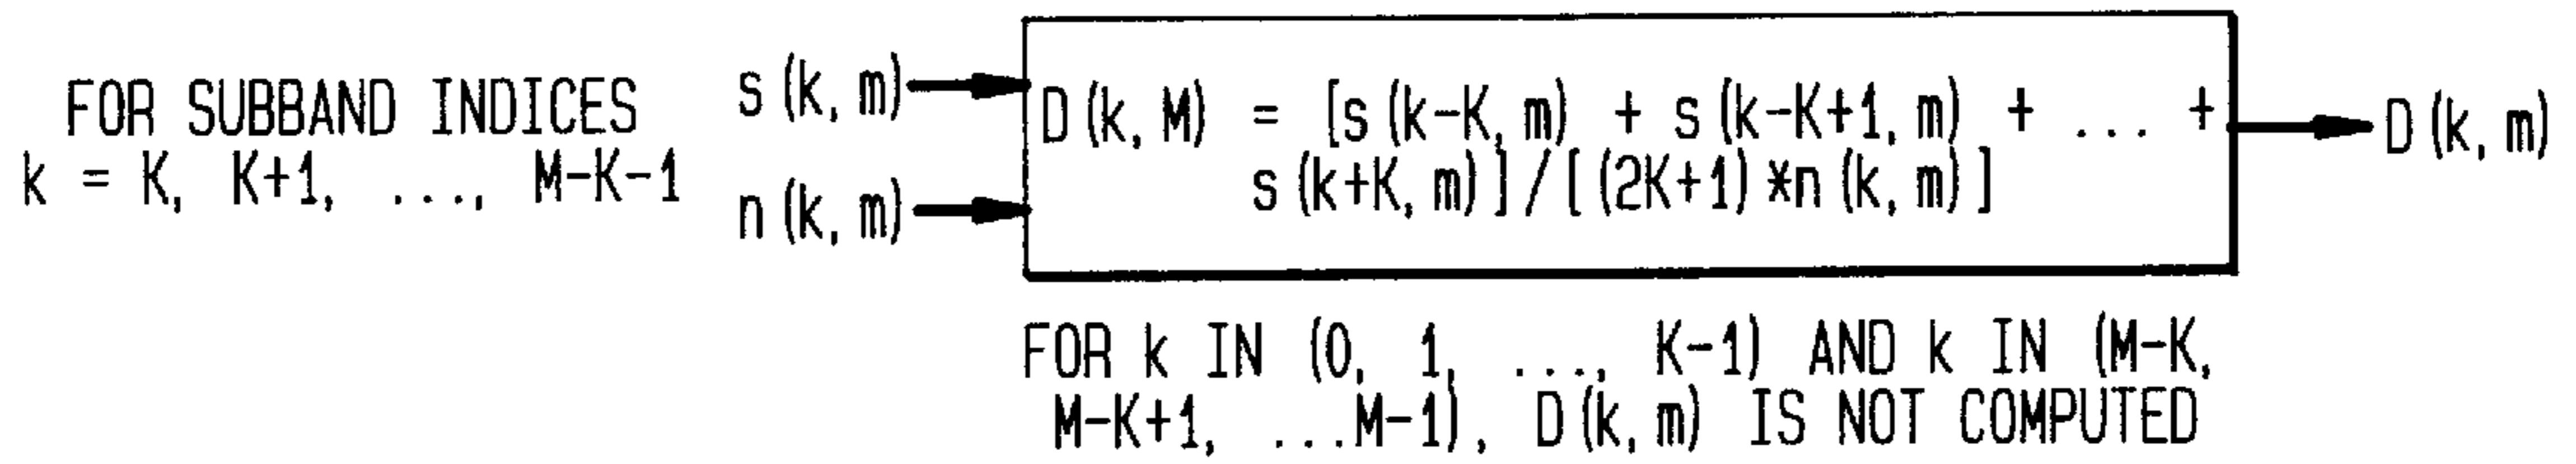 FOR SUBBAND INDICES
k = K, K+1, ..., M-K-1
s(k,m)
n(k,m)
D(k,M) = [s(k-K,m) + s(k-K+1,m) + ... +
s(k+K,m)]/[(2K+1)*n(k,m)]
D(k,m)
FOR k IN (0, 1, ..., K-1) AND k IN (M-K,
M-K+1, ...M-1), D(k,m) IS NOT COMPUTED